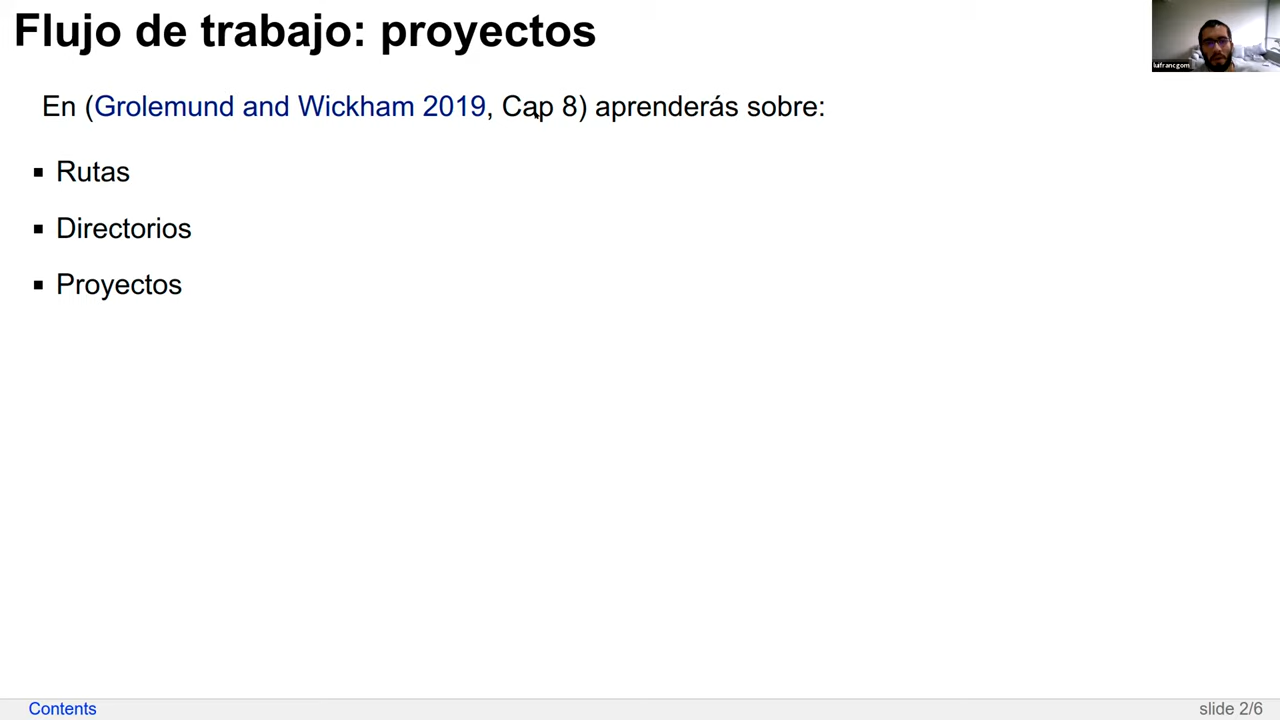 Flujo de trabajo: proyectos
luifrancgom
En (Grolemund and Wickham 2019, Cap 8) aprenderás sobre:
Rutas
Directorios
Proyectos
Contents
slide 2/6